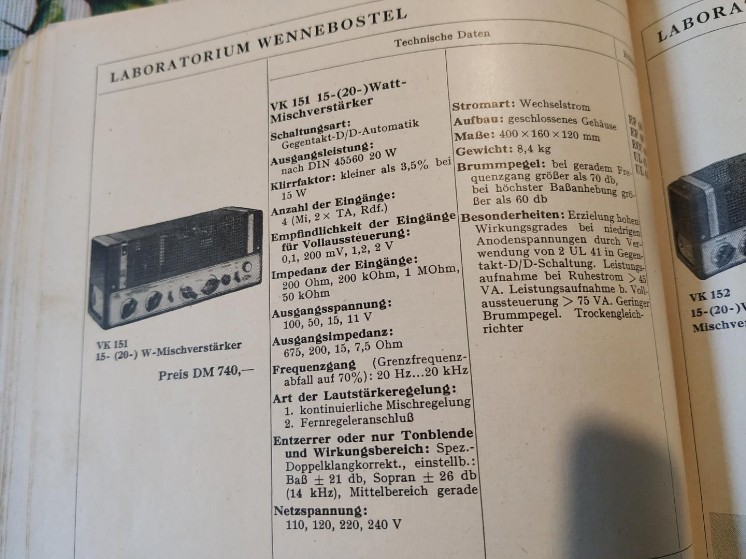 LABORATORIUM WENNEBOSTEL
Technische Daten
VK 151
15- (20-) W-Mischverstärker
Preis DM 740,—
VK 151 15-(20-)Watt-
Mischverstärker
Schaltungsart:
Gegentakt-D/D-Automatik
Ausgangsleistung:
nach DIN 45560 20 W
Klirrfaktor: kleiner als 3,5% bei
15 W
Anzahl der Eingänge:
4 (Mi, 2× TA, Rdf.)
Empfindlichkeit der Eingänge
für Vollaussteuerung:
0,1, 200 mV, 1,2, 2 V
Impedanz der Eingänge:
200 Ohm, 200 kOhm, 1 MOhm,
50 kOhm
Ausgangsspannung:
100, 50, 15, 11 V
Ausgangsimpedanz:
675, 200, 15, 7,5 Ohm
Frequenzgang (Grenzfrequenz-
abfall auf 70%): 20 Hz...20 kHz
Art der Lautstärkeregelung:
1. kontinuierliche Mischregelung
2. Fernregleranschluß
Entzerrer oder nur Tonblende
und Wirkungsbereich: Spez.-
Doppelklangkorrekt., einstellb.:
Baß ± 21 db, Sopran ± 26 db
(14 kHz), Mittelbereich gerade
Netzspannung:
110, 120, 220, 240 V
Stromart: Wechselstrom
Aufbau: geschlossenes Gehäuse
Maße: 400×160×120 mm
Gewicht: 8,4 kg
Brummpegel: bei geradem Fre-
quenzgang größer als 70 db,
bei höchster Baßanhebung grö-
ßer als 60 db
Besonderheiten: Erzielung hohen
Wirkungsgrades bei niedrigen
Anodenspannungen durch Ver-
wendung von 2 UL 41 in Gegen-
takt-D/D-Schaltung. Leistungs-
aufnahme bei Ruhestrom > 45
VA. Leistungsaufnahme b. Voll-
aussteuerung > 75 VA. Geringer
Brummpegel. Trockengleich-
richter
LABORA
VK 152
15-(20-)
Mischver